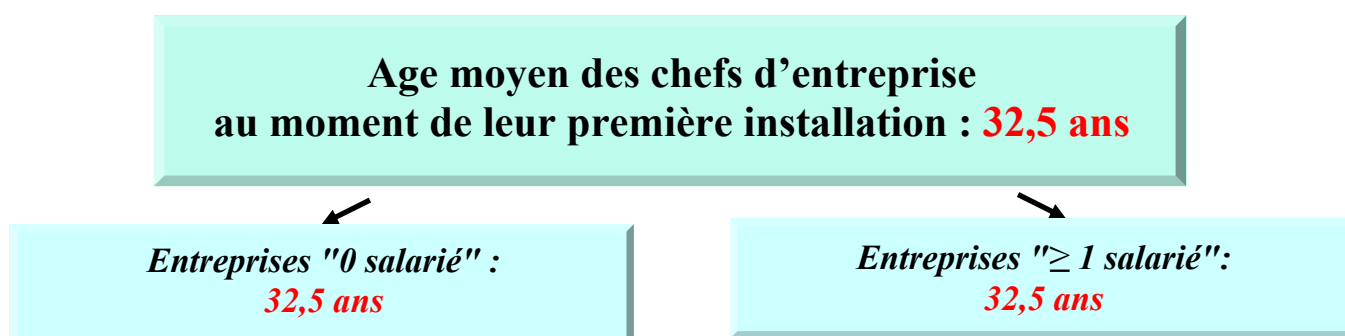 Age moyen des chefs d’entreprise
au moment de leur première installation : 32,5 ans
Entreprises "0 salarié" :
32,5 ans
Entreprises "≥ 1 salarié":
32,5 ans